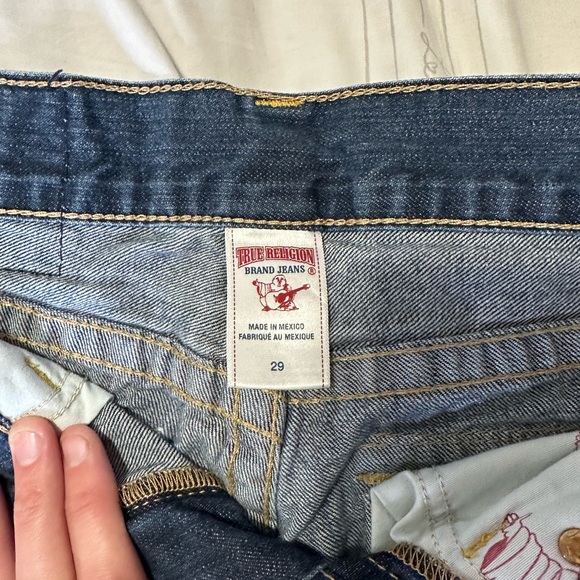 TRUE RELIGION
BRAND JEANS ®
MADE IN MEXICO
FABRIQUÉ AU MEXIQUE
29